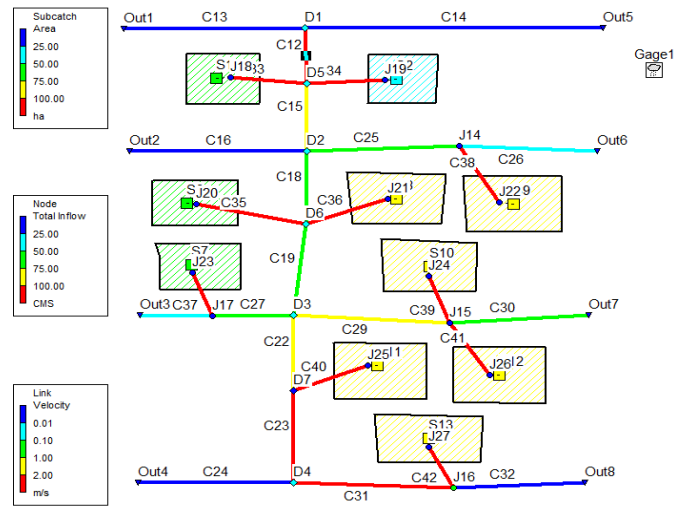 Subcatch
Area
25.00
50.00
75.00
100.00
ha
Node
Total Inflow
25.00
50.00
75.00
100.00
CMS
Link
Velocity
0.01
0.10
1.00
2.00
m/s
Out1
C13
D1
C14
Out5
C12
Gage1
J18
D5
34
J19
C15
Out2
C16
D2
C25
J14
Out6
C38
C26
C18
J20
C35
C36
J21
J22
D6
S7
J23
C19
S10
J24
Out3
C37
J17
C27
D3
C29
C39
J15
C30
Out7
C41
C22
C40
J25
J26
D7
C23
S13
J27
Out4
C24
D4
C31
C42
J16
C32
Out8